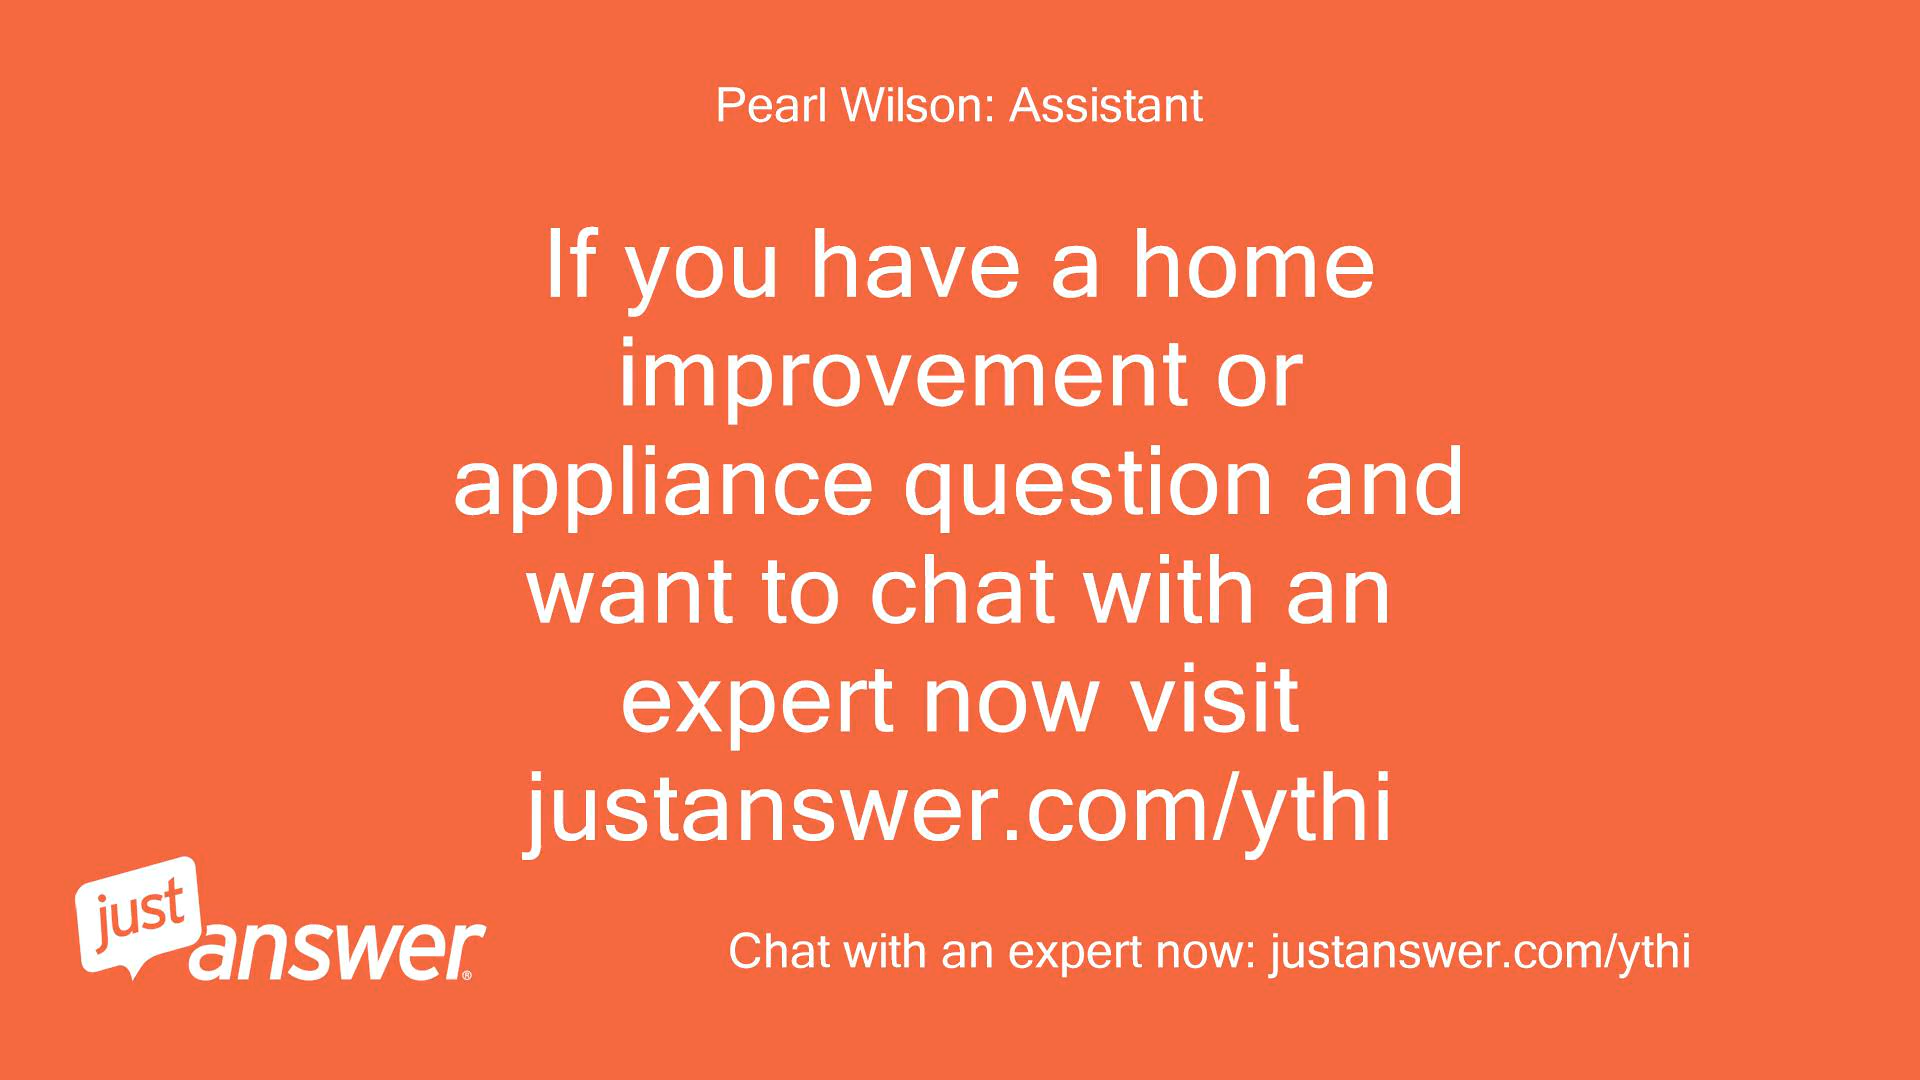 Pearl Wilson: Assistant
If you have a home
improvement or
appliance question and
want to chat with an
expert now visit
justanswer.com/ythi
just
answer®
Chat with an expert now: justanswer.com/ythi